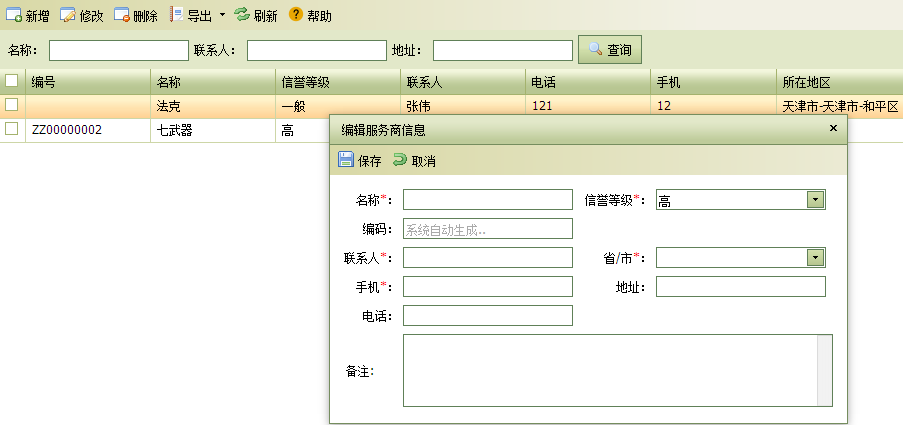 新增 修改 删除 导出 刷新 帮助
名称： 联系人： 地址： 查询
编号 名称 信誉等级 联系人 电话 手机 所在地区
法克 一般 张伟 121 12 天津市-天津市-和平区
ZZ00000002 七武器 高
编辑服务商信息
保存 取消
名称*： 信誉等级*： 高
编码： 系统自动生成..
联系人*： 省/市*：
手机*： 地址：
电话：
备注：